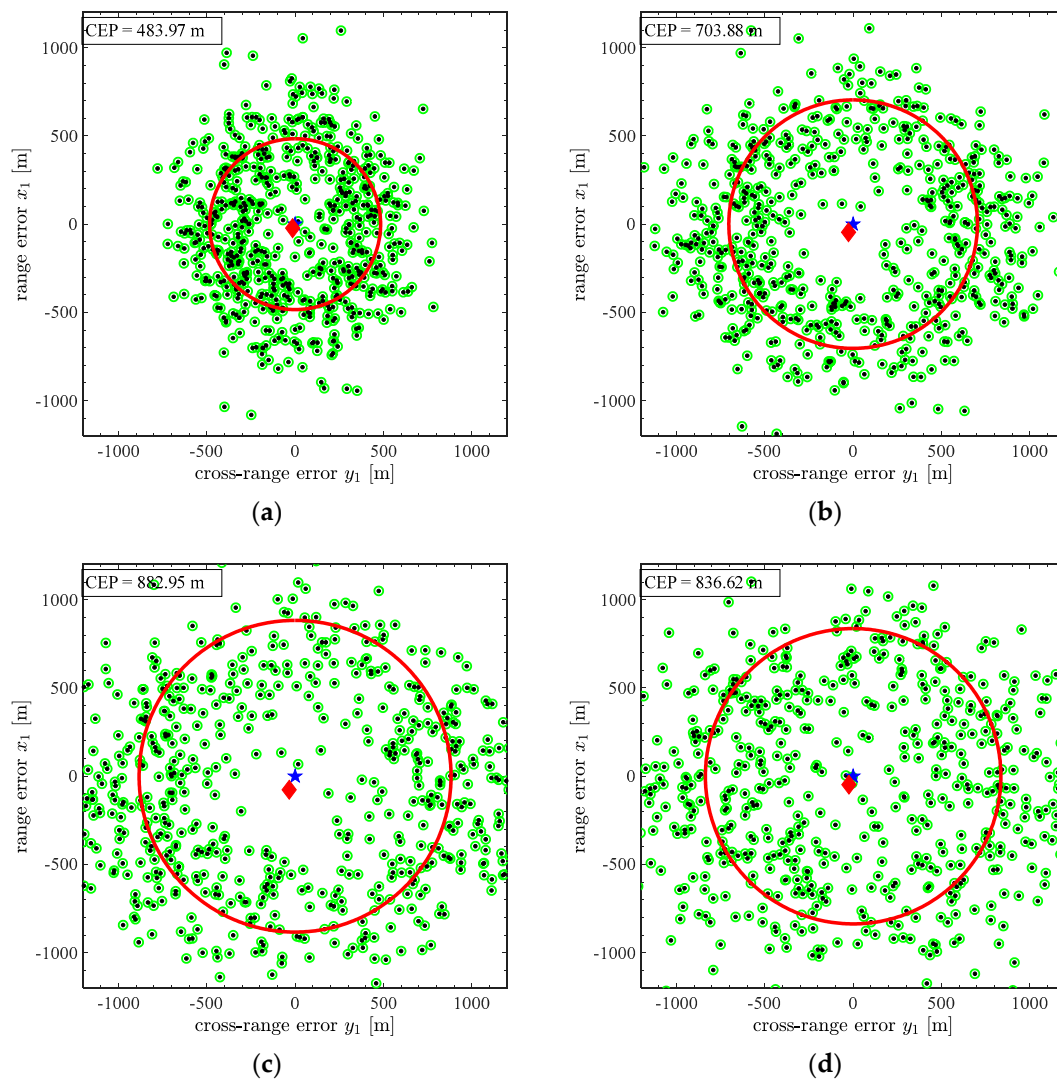 CEP = 483.97 m
1000
500
0
-500
-1000
range error x₁ [m]
-1000 -500 0 500 1000
cross-range error y₁ [m]
(a)
CEP = 703.88 m
1000
500
0
-500
-1000
range error x₁ [m]
-1000 -500 0 500 1000
cross-range error y₁ [m]
(b)
CEP = 882.95 m
1000
500
0
-500
-1000
range error x₁ [m]
-1000 -500 0 500 1000
cross-range error y₁ [m]
(c)
CEP = 836.62 m
1000
500
0
-500
-1000
range error x₁ [m]
-1000 -500 0 500 1000
cross-range error y₁ [m]
(d)